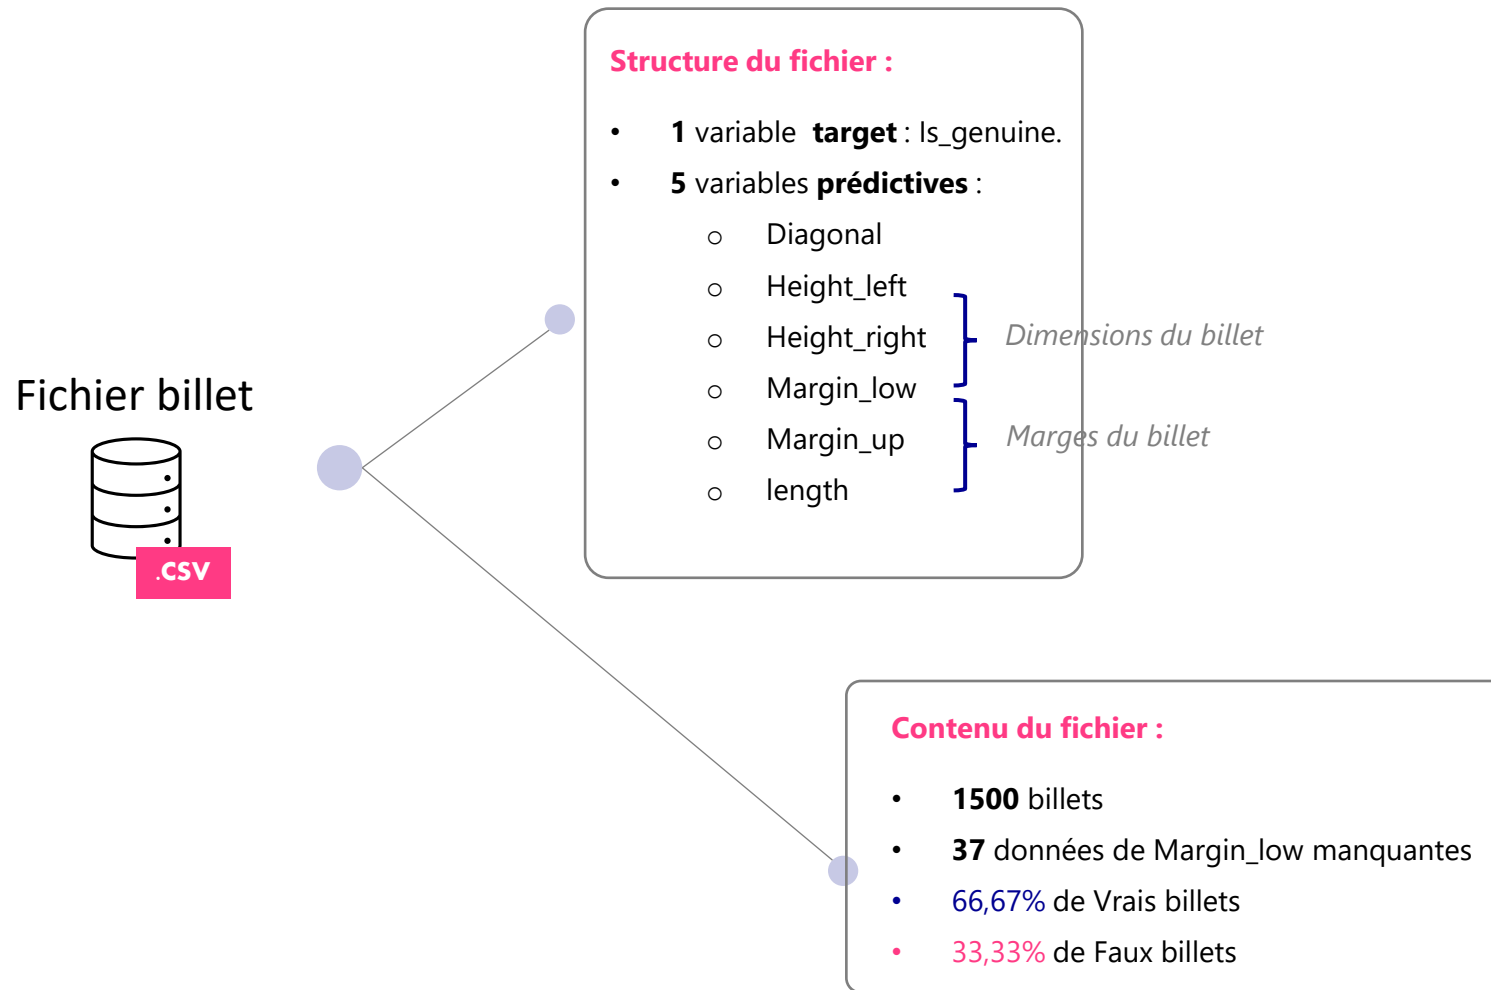 Fichier billet
.CSV
Structure du fichier :
• 1 variable target : Is_genuine.
• 5 variables prédictives :
o Diagonal
o Height_left
o Height_right
o Margin_low
o Margin_up
o length
Dimensions du billet
Marges du billet
Contenu du fichier :
• 1500 billets
• 37 données de Margin_low manquantes
• 66,67% de Vrais billets
• 33,33% de Faux billets